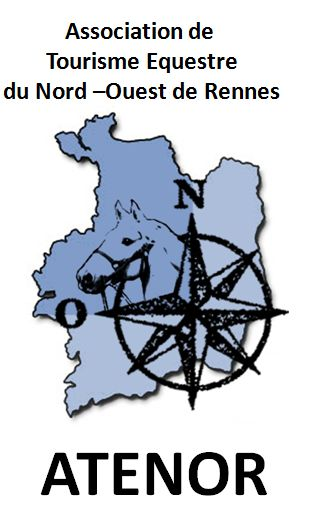 Association de
Tourisme Equestre
du Nord –Ouest de Rennes
N
O
ATENOR